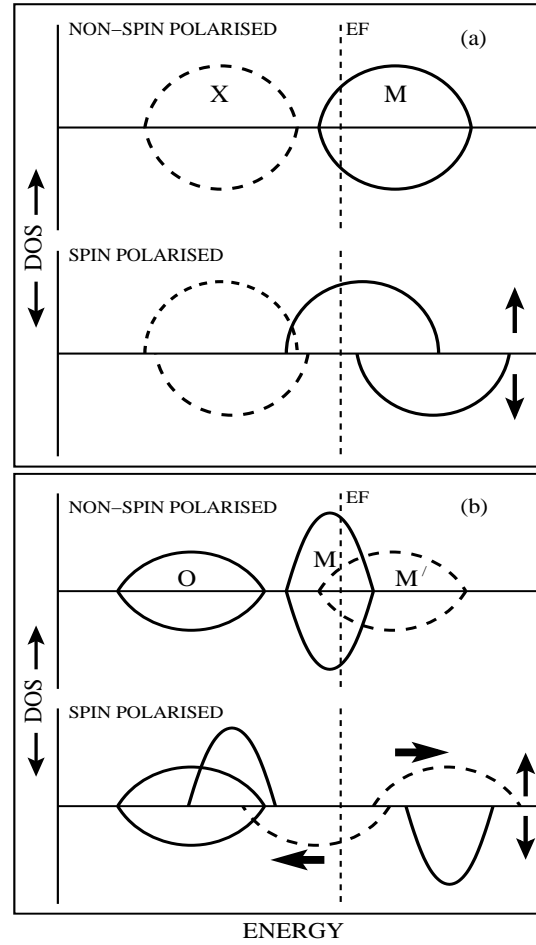 NON−SPIN POLARISED
EF
(a)
X
M
DOS
SPIN POLARISED
NON−SPIN POLARISED
EF
(b)
O
M
M/
DOS
SPIN POLARISED
ENERGY